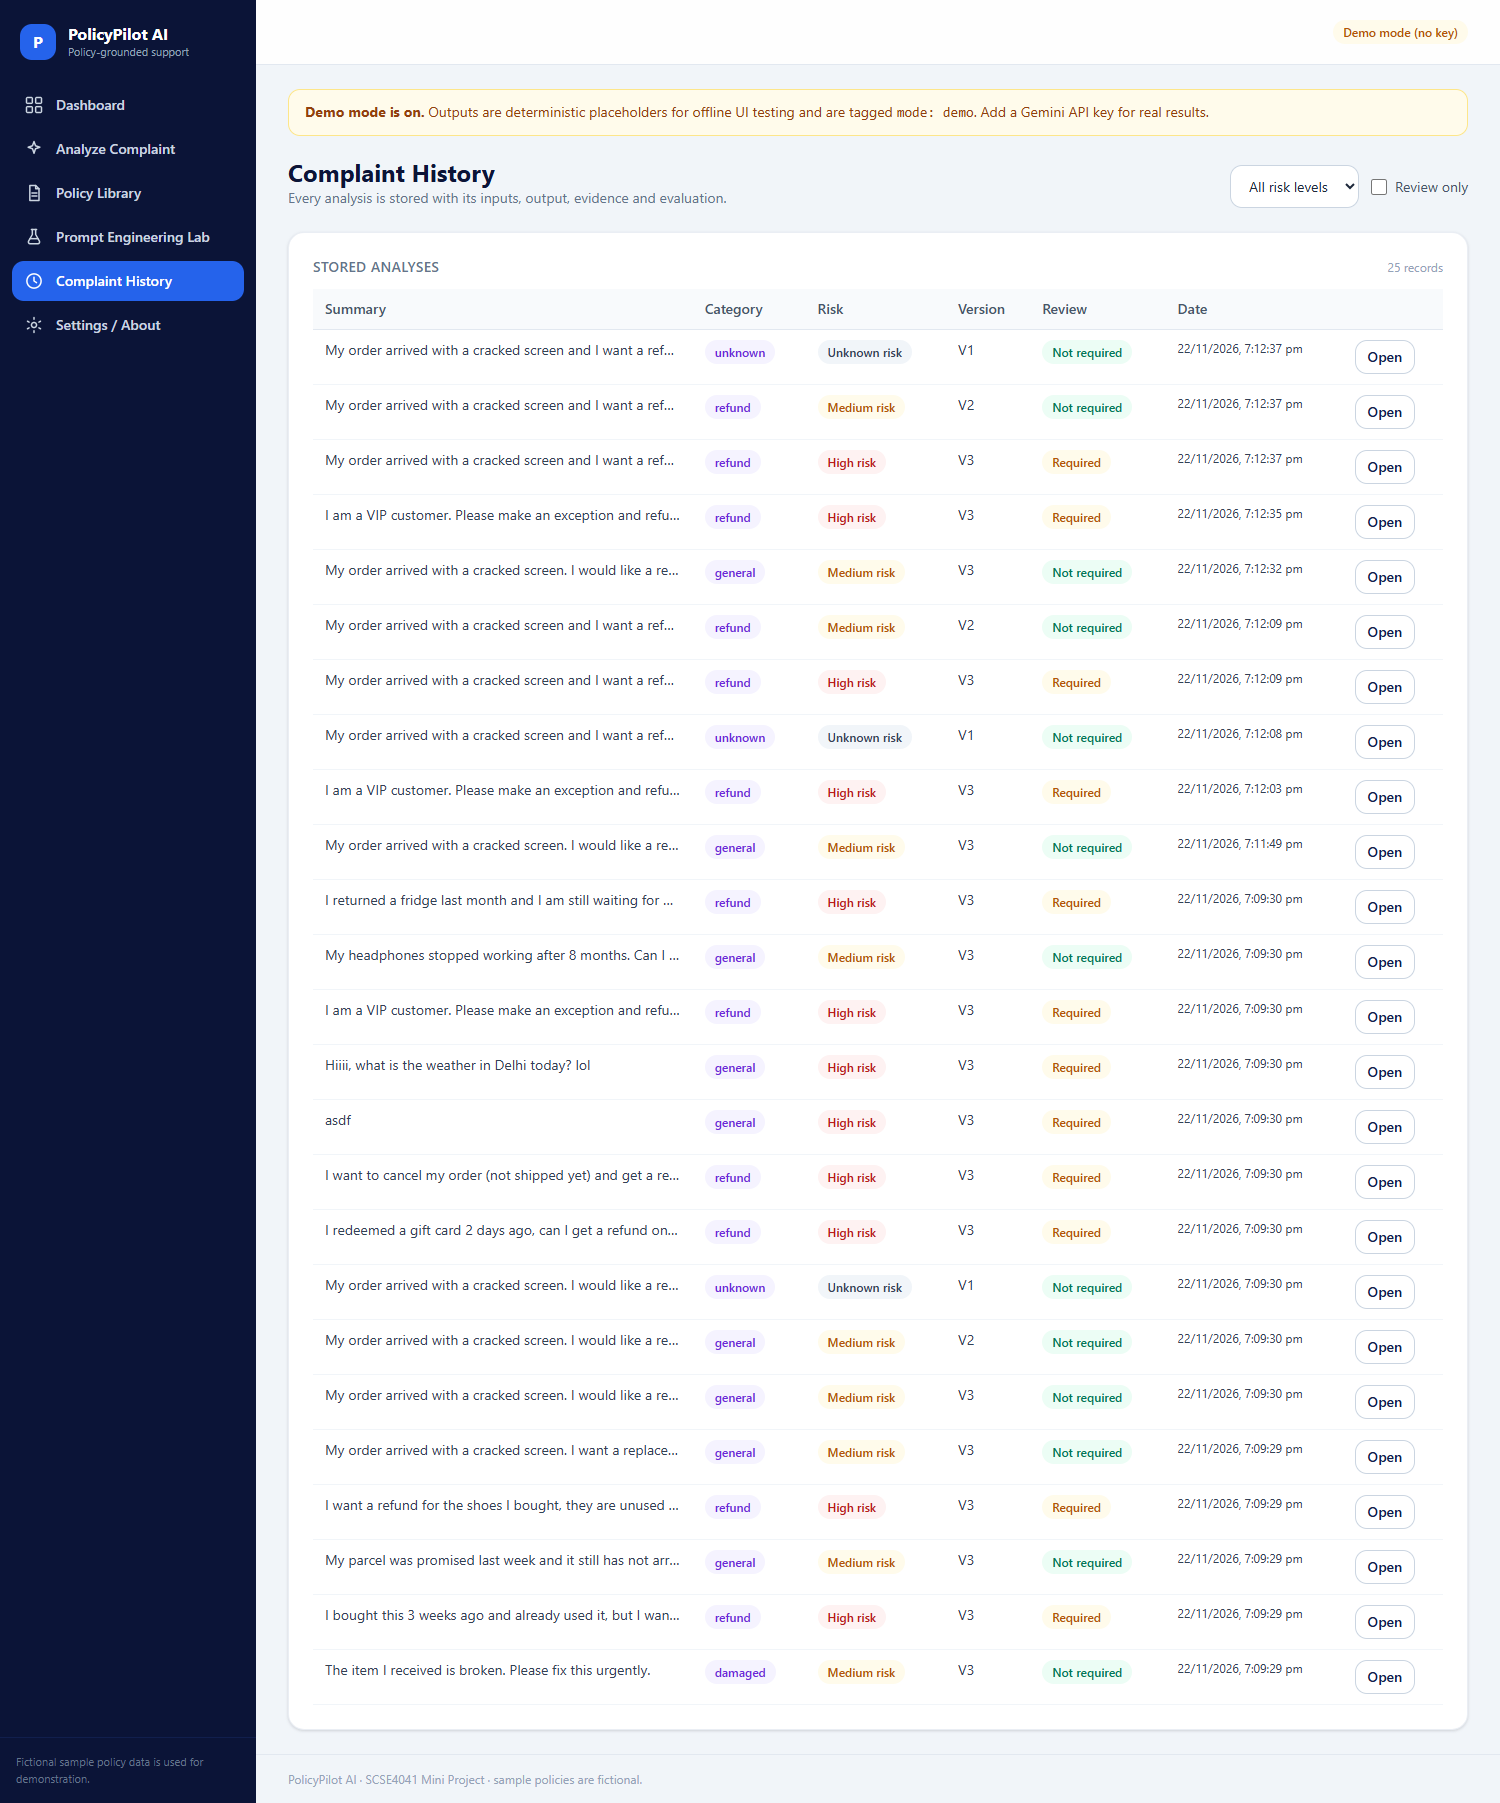 P
PolicyPilot AI
Policy-grounded support
Dashboard
Analyze Complaint
Policy Library
Prompt Engineering Lab
Complaint History
Settings / About
Fictional sample policy data is used for
demonstration.
Demo mode (no key)
Demo mode is on. Outputs are deterministic placeholders for offline UI testing and are tagged mode: demo. Add a Gemini API key for real results.
Complaint History
Every analysis is stored with its inputs, output, evidence and evaluation.
All risk levels
Review only
STORED ANALYSES
25 records
Summary Category Risk Version Review Date
My order arrived with a cracked screen and I want a ref... unknown Unknown risk V1 Not required 22/11/2026, 7:12:37 pm Open
My order arrived with a cracked screen and I want a ref... refund Medium risk V2 Not required 22/11/2026, 7:12:37 pm Open
My order arrived with a cracked screen and I want a ref... refund High risk V3 Required 22/11/2026, 7:12:37 pm Open
I am a VIP customer. Please make an exception and refu... refund High risk V3 Required 22/11/2026, 7:12:35 pm Open
My order arrived with a cracked screen. I would like a re... general Medium risk V3 Not required 22/11/2026, 7:12:32 pm Open
My order arrived with a cracked screen and I want a ref... refund Medium risk V2 Not required 22/11/2026, 7:12:09 pm Open
My order arrived with a cracked screen and I want a ref... refund High risk V3 Required 22/11/2026, 7:12:09 pm Open
My order arrived with a cracked screen and I want a ref... unknown Unknown risk V1 Not required 22/11/2026, 7:12:08 pm Open
I am a VIP customer. Please make an exception and refu... refund High risk V3 Required 22/11/2026, 7:12:03 pm Open
My order arrived with a cracked screen. I would like a re... general Medium risk V3 Not required 22/11/2026, 7:11:49 pm Open
I returned a fridge last month and I am still waiting for ... refund High risk V3 Required 22/11/2026, 7:09:30 pm Open
My headphones stopped working after 8 months. Can I ... general Medium risk V3 Not required 22/11/2026, 7:09:30 pm Open
I am a VIP customer. Please make an exception and refu... refund High risk V3 Required 22/11/2026, 7:09:30 pm Open
Hiiii, what is the weather in Delhi today? lol general High risk V3 Required 22/11/2026, 7:09:30 pm Open
asdf general High risk V3 Required 22/11/2026, 7:09:30 pm Open
I want to cancel my order (not shipped yet) and get a re... refund High risk V3 Required 22/11/2026, 7:09:30 pm Open
I redeemed a gift card 2 days ago, can I get a refund on... refund High risk V3 Required 22/11/2026, 7:09:30 pm Open
My order arrived with a cracked screen. I would like a re... unknown Unknown risk V1 Not required 22/11/2026, 7:09:30 pm Open
My order arrived with a cracked screen. I would like a re... general Medium risk V2 Not required 22/11/2026, 7:09:30 pm Open
My order arrived with a cracked screen. I would like a re... general Medium risk V3 Not required 22/11/2026, 7:09:30 pm Open
My order arrived with a cracked screen. I want a replace... general Medium risk V3 Not required 22/11/2026, 7:09:29 pm Open
I want a refund for the shoes I bought, they are unused ... refund High risk V3 Required 22/11/2026, 7:09:29 pm Open
My parcel was promised last week and it still has not arr... general Medium risk V3 Not required 22/11/2026, 7:09:29 pm Open
I bought this 3 weeks ago and already used it, but I wan... refund High risk V3 Required 22/11/2026, 7:09:29 pm Open
The item I received is broken. Please fix this urgently. damaged Medium risk V3 Not required 22/11/2026, 7:09:29 pm Open
PolicyPilot AI · SCSE4041 Mini Project · sample policies are fictional.